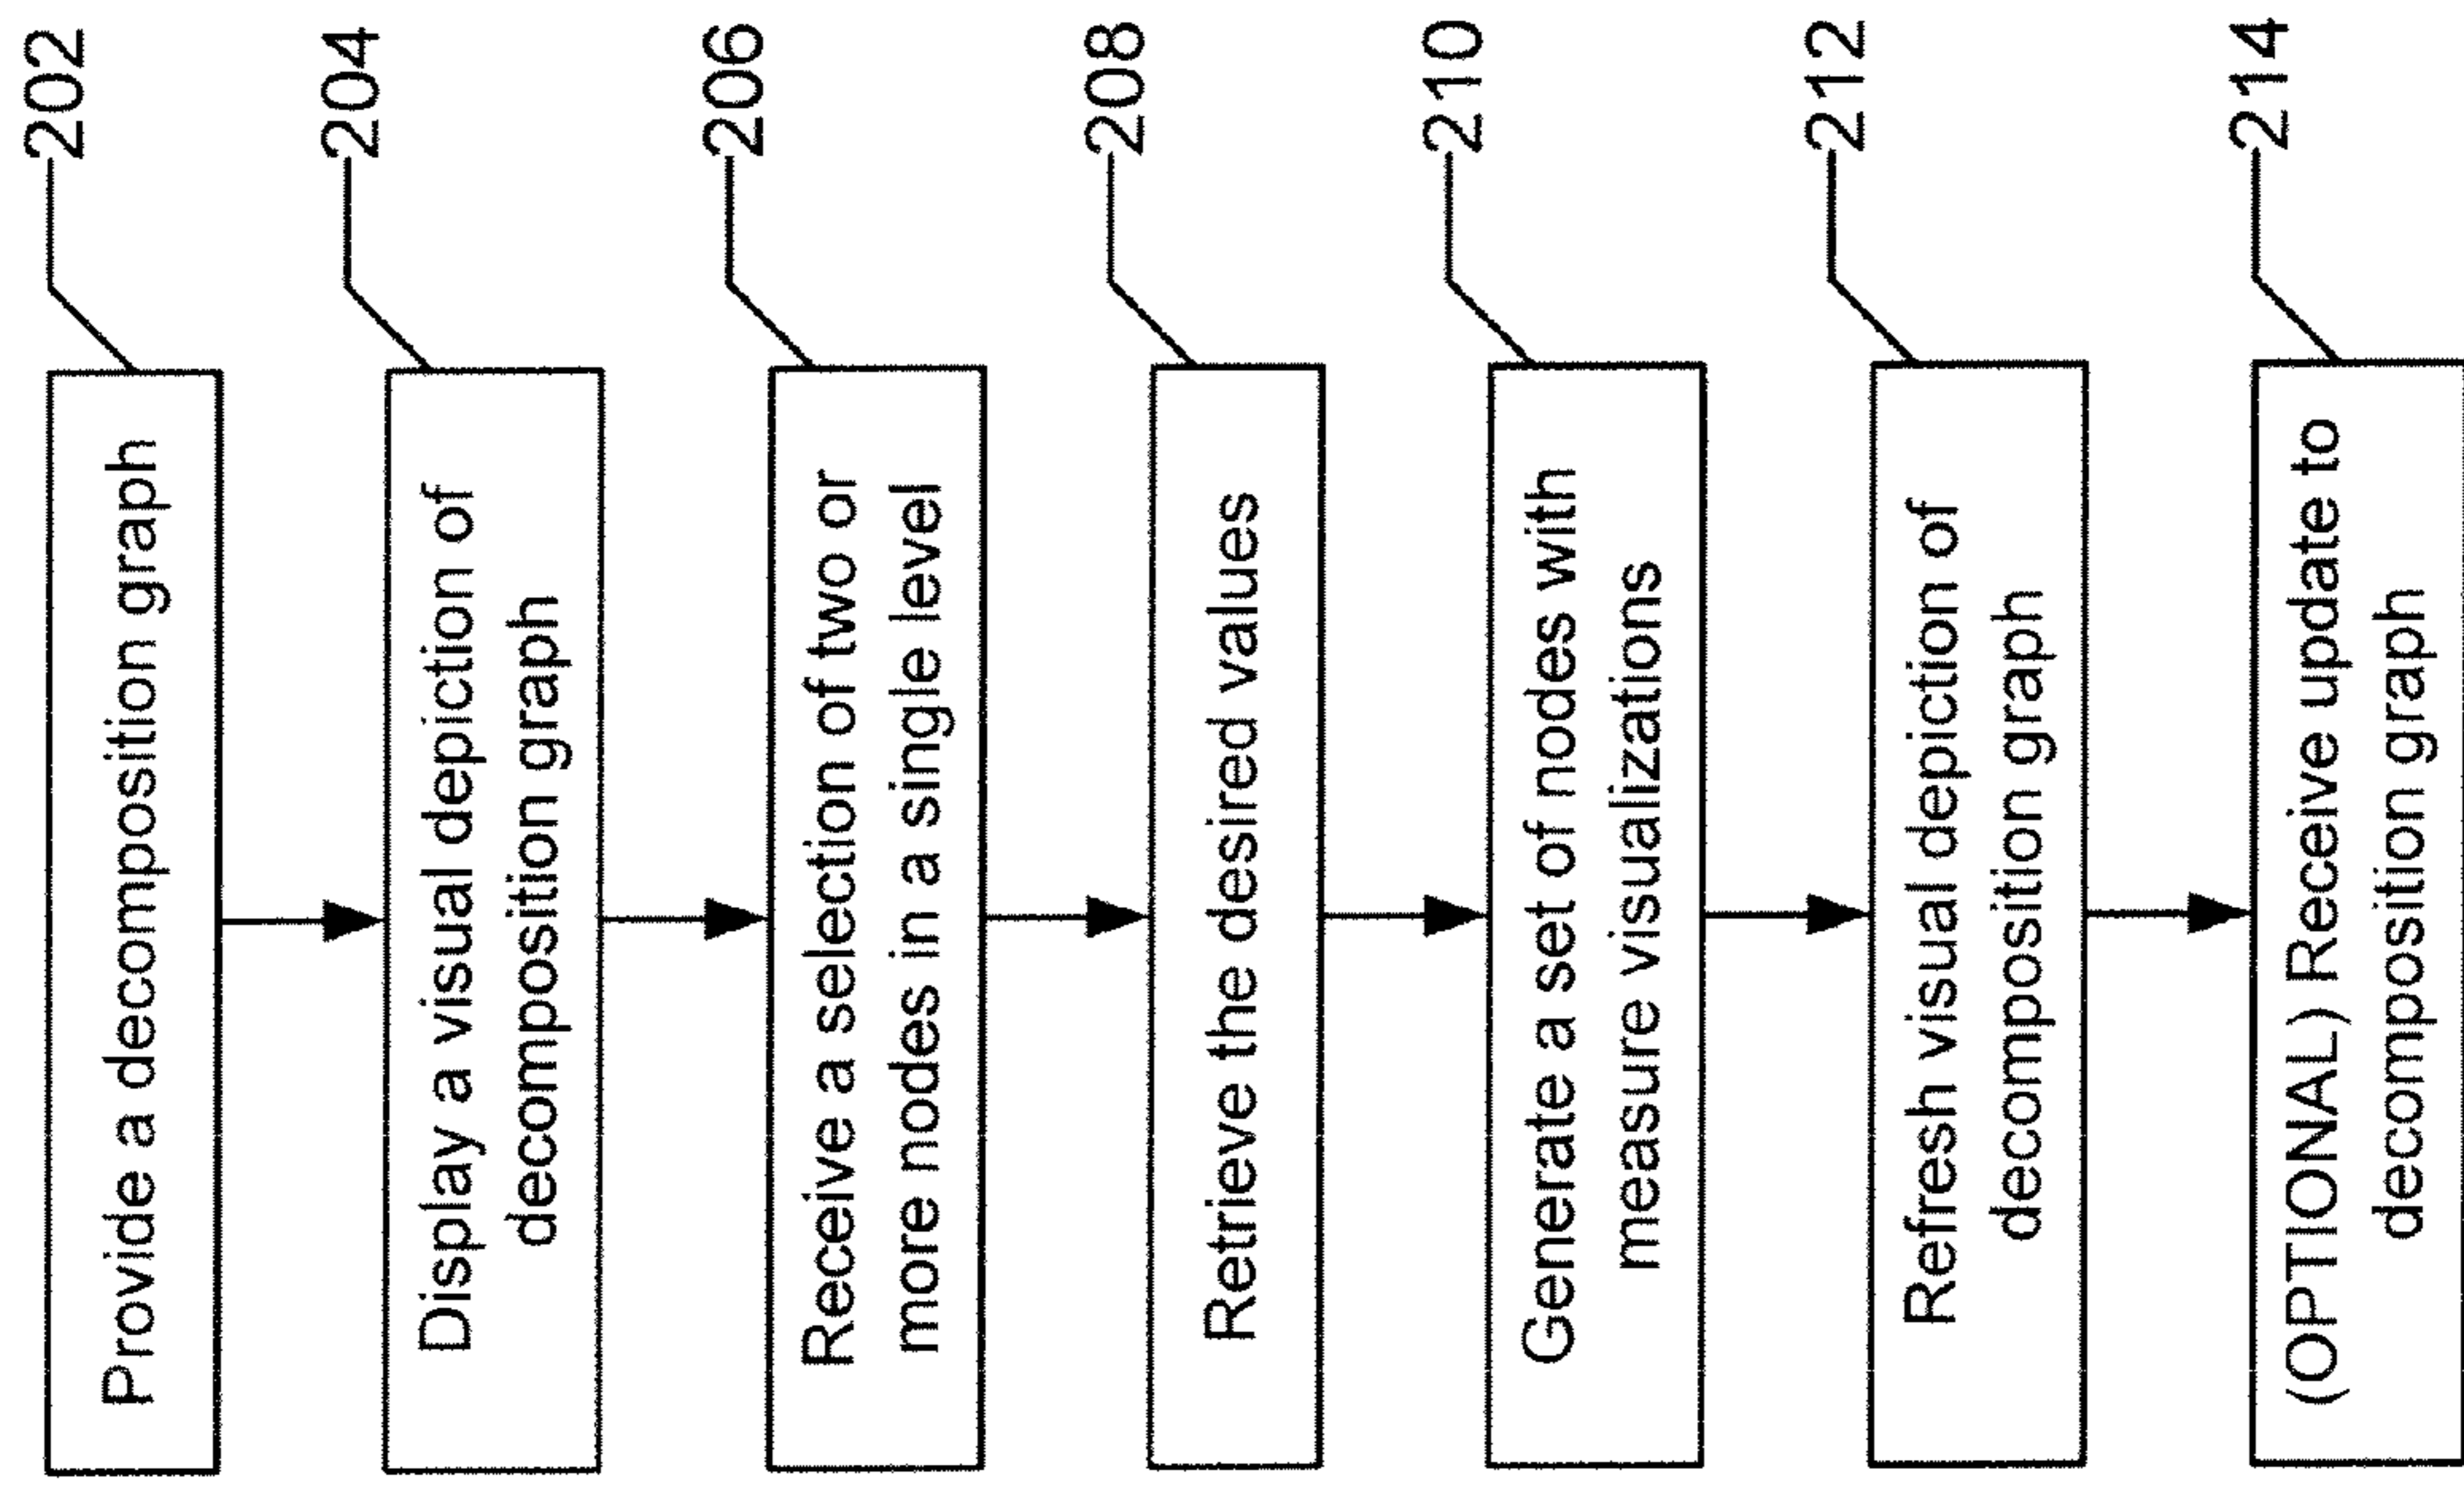 Provide a decomposition graph
202
Display a visual depiction of
decomposition graph
204
Receive a selection of two or
more nodes in a single level
206
Retrieve the desired values
208
Generate a set of nodes with
measure visualizations
210
Refresh visual depiction of
decomposition graph
212
(OPTIONAL) Receive update to
decomposition graph
214